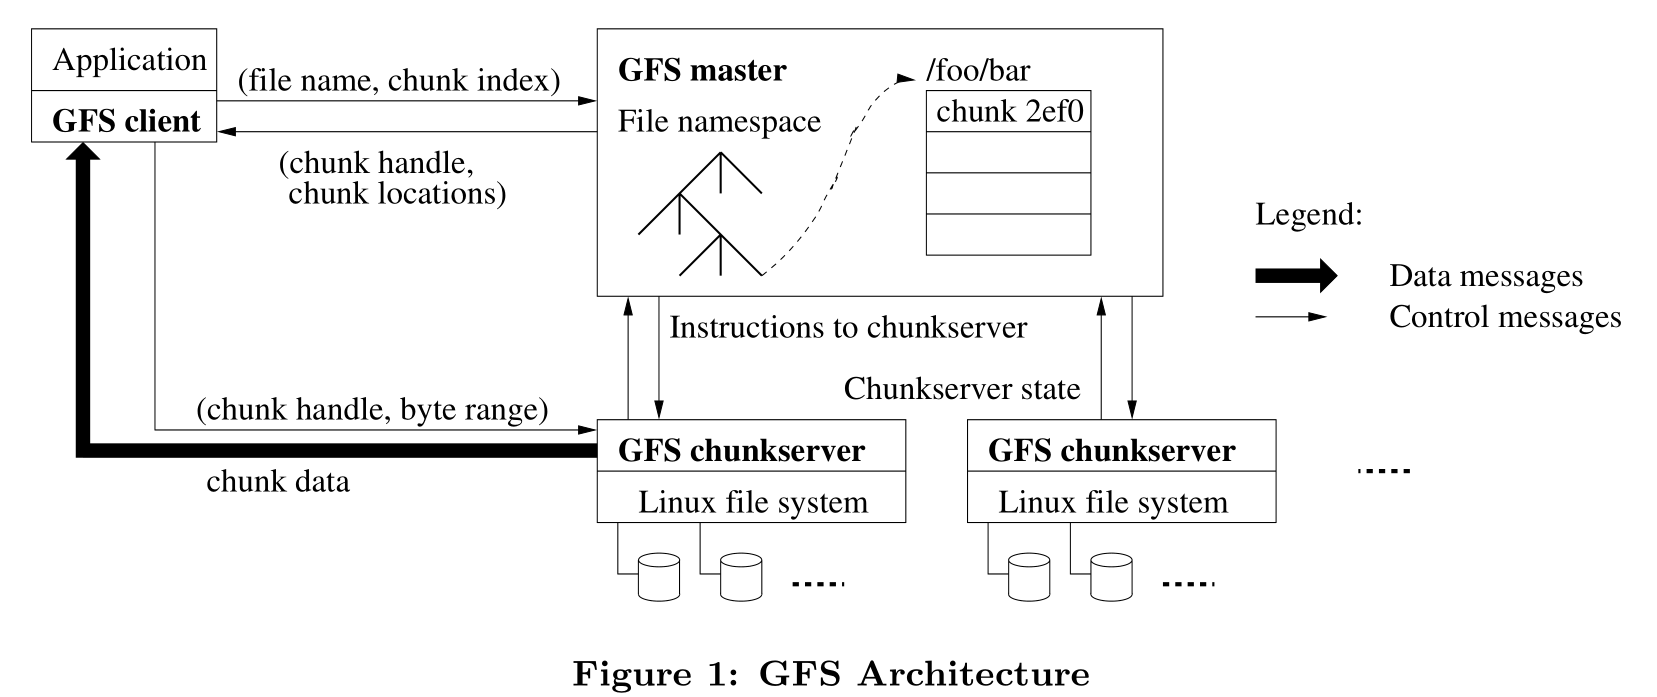 Application
GFS client
(file name, chunk index)
(chunk handle,
chunk locations)
GFS master
File namespace
/foo/bar
chunk 2ef0
Legend:
Data messages
Control messages
Instructions to chunkserver
Chunkserver state
(chunk handle, byte range)
chunk data
GFS chunkserver
Linux file system
GFS chunkserver
Linux file system
Figure 1: GFS Architecture